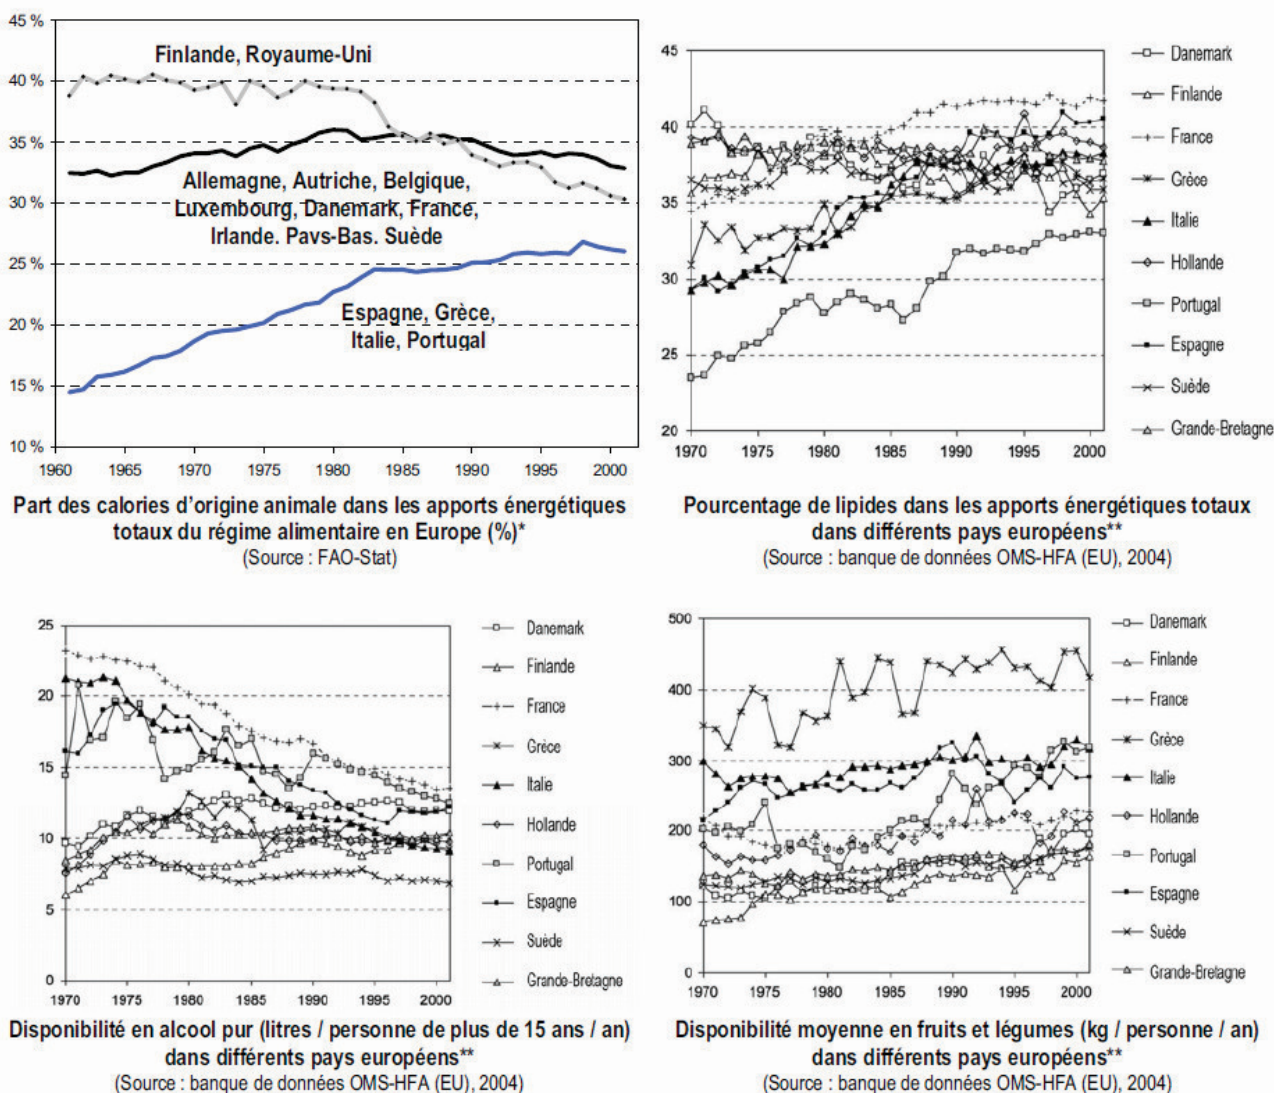 45 %
40 %
35 %
30 %
25 %
20 %
15 %
10 %
Finlande, Royaume-Uni
Allemagne, Autriche, Belgique,
Luxembourg, Danemark, France,
Irlande. Pavs-Bas. Suède
Espagne, Grèce,
Italie, Portugal
1960 1965 1970 1975 1980 1985 1990 1995 2000
Part des calories d’origine animale dans les apports énergétiques
totaux du régime alimentaire en Europe (%)*
(Source : FAO-Stat)
45
40
35
30
25
20
1970 1975 1980 1985 1990 1995 2000
Danemark
Finlande
France
Grèce
Italie
Hollande
Portugal
Espagne
Suède
Grande-Bretagne
Pourcentage de lipides dans les apports énergétiques totaux
dans différents pays européens**
(Source : banque de données OMS-HFA (EU), 2004)
25
20
15
10
5
0
1970 1975 1980 1985 1990 1995 2000
Danemark
Finlande
France
Grèce
Italie
Hollande
Portugal
Espagne
Suède
Grande-Bretagne
Disponibilité en alcool pur (litres / personne de plus de 15 ans / an)
dans différents pays européens**
(Source : banque de données OMS-HFA (EU), 2004)
500
400
300
200
100
0
1970 1975 1980 1985 1990 1995 2000
Danemark
Finlande
France
Grèce
Italie
Hollande
Portugal
Espagne
Suède
Grande-Bretagne
Disponibilité moyenne en fruits et légumes (kg / personne / an)
dans différents pays européens**
(Source : banque de données OMS-HFA (EU), 2004)